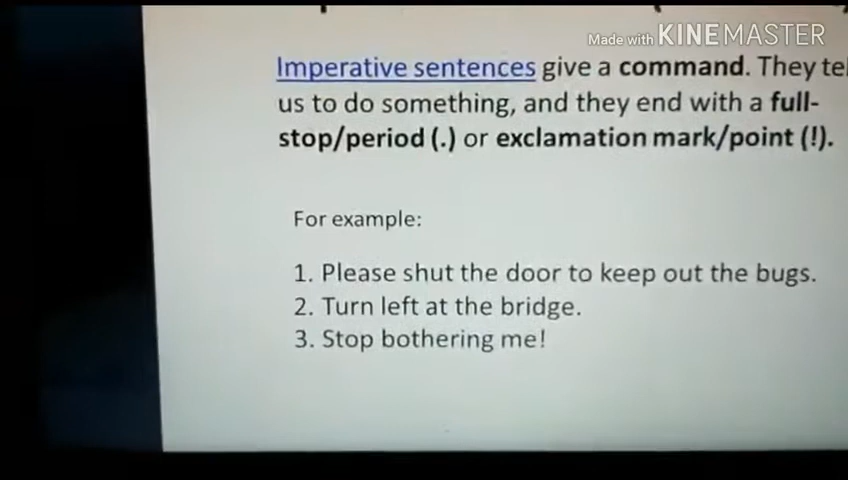 Made with KINEMASTER
Imperative sentences give a command. They
us to do something, and they end with a full-
stop/period (.) or exclamation mark/point (!).
For example:
1. Please shut the door to keep out the bugs.
2. Turn left at the bridge.
3. Stop bothering me!